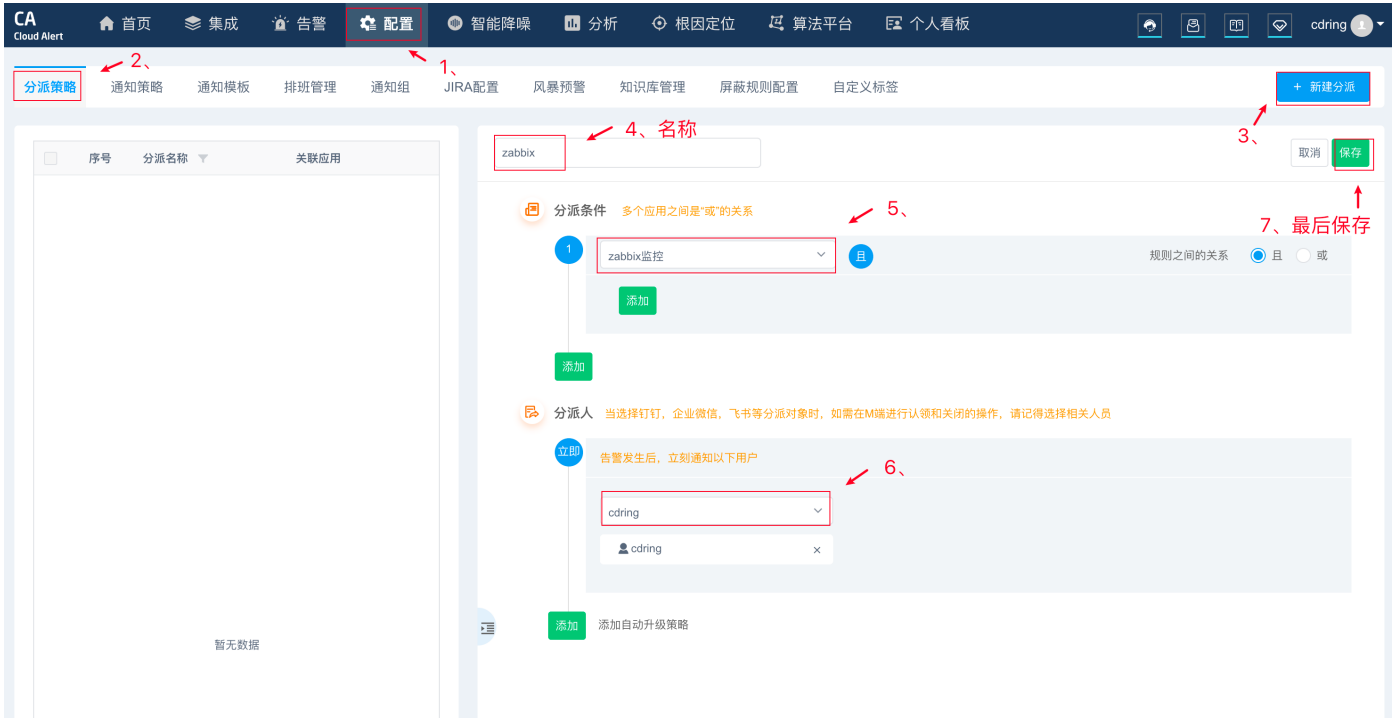 CA
Cloud Alert
首页
集成
告警
配置
智能降噪
分析
根因定位
算法平台
个人看板
cdring
2、
1、
分派策略
通知策略
通知模板
排班管理
通知组
JIRA配置
风暴预警
知识库管理
屏蔽规则配置
自定义标签
+ 新建分派
3、
4、名称
序号
分派名称
关联应用
zabbix
取消
保存
7、最后保存
分派条件
多个应用之间是“或”的关系
5、
1
zabbix监控
且
规则之间的关系
且
或
添加
添加
分派人
当选择钉钉，企业微信，飞书等分派对象时，如需在M端进行认领和关闭的操作，请记得选择相关人员
立即
告警发生后，立刻通知以下用户
6、
cdring
cdring
×
添加
添加自动升级策略
暂无数据